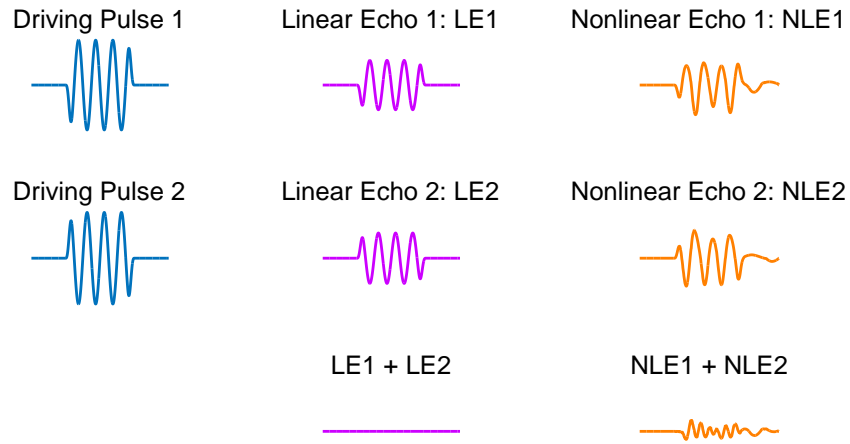 Driving Pulse 1
Linear Echo 1: LE1
Nonlinear Echo 1: NLE1
Driving Pulse 2
Linear Echo 2: LE2
Nonlinear Echo 2: NLE2
LE1 + LE2
NLE1 + NLE2